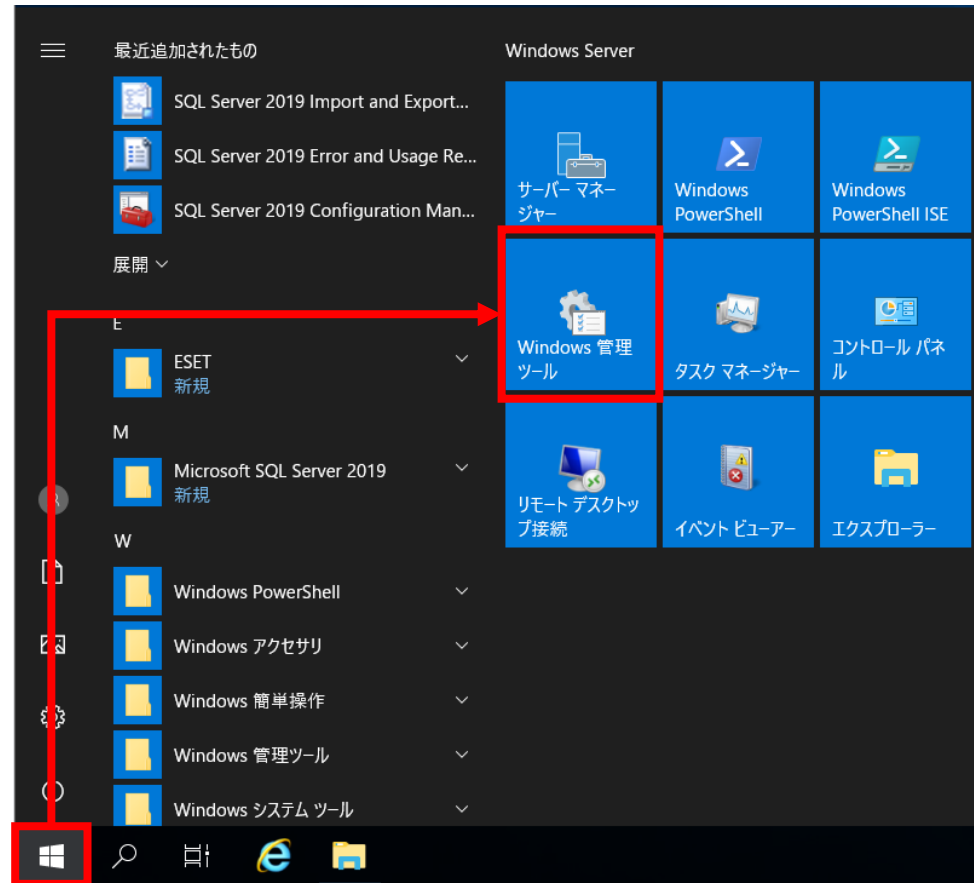 最近追加されたもの
SQL Server 2019 Import and Export...
SQL Server 2019 Error and Usage Re...
SQL Server 2019 Configuration Man...
展開
E
ESET
新規
M
Microsoft SQL Server 2019
新規
W
Windows PowerShell
Windows アクセサリ
Windows 簡単操作
Windows 管理ツール
Windows システム ツール
Windows Server
サーバー マネー
ジャー
Windows
PowerShell
Windows
PowerShell ISE
Windows 管理
ツール
タスク マネージャー
コントロール パネ
ル
リモート デスクトッ
プ接続
イベント ビューアー
エクスプローラー